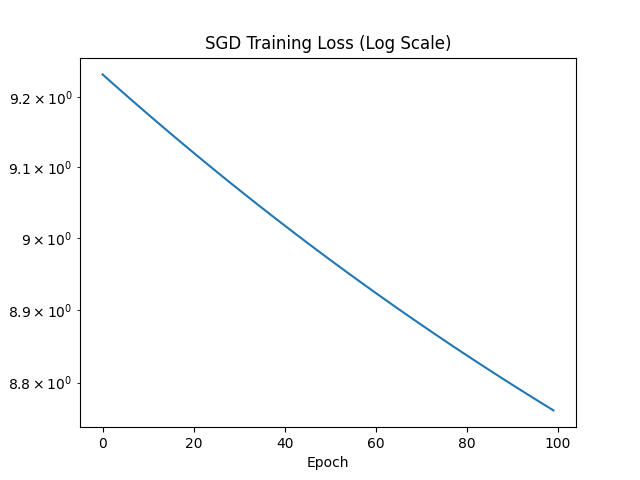 SGD Training Loss (Log Scale)
9.2 × 10⁰
9.1 × 10⁰
9 × 10⁰
8.9 × 10⁰
8.8 × 10⁰
0 20 40 60 80 100
Epoch